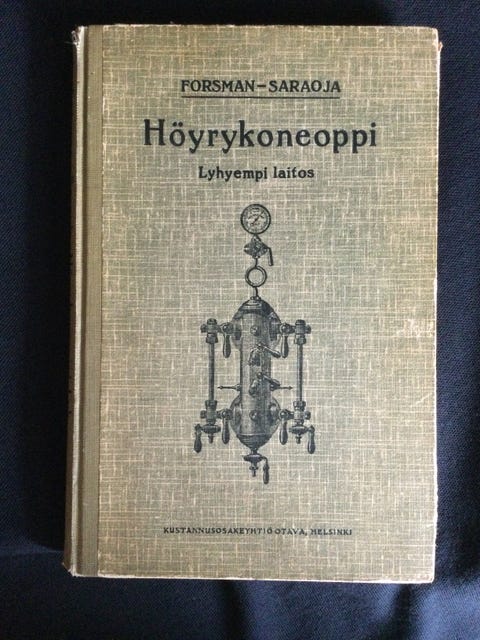 FORSMAN–SARAOJA
Höyrykoneoppi
Lyhyempi laitos
KUSTANNUSOSAKEYHTIÖ OTAVA, HELSINKI